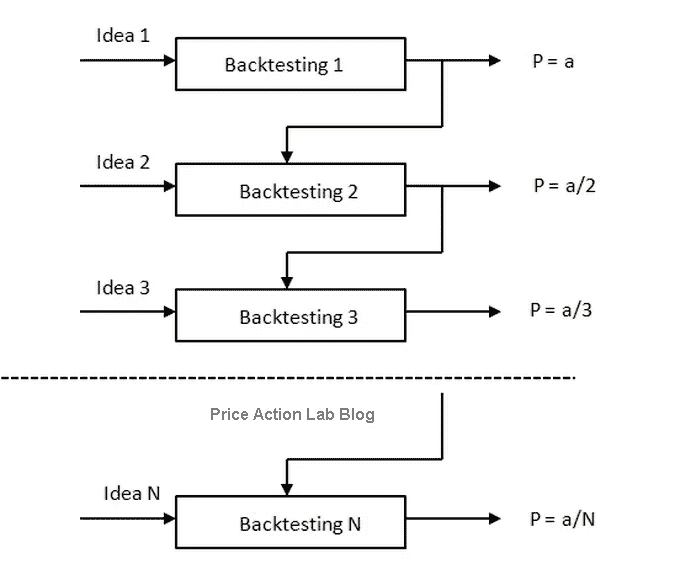 Idea 1
Backtesting 1
P = a
Idea 2
Backtesting 2
P = a/2
Idea 3
Backtesting 3
P = a/3
Price Action Lab Blog
Idea N
Backtesting N
P = a/N